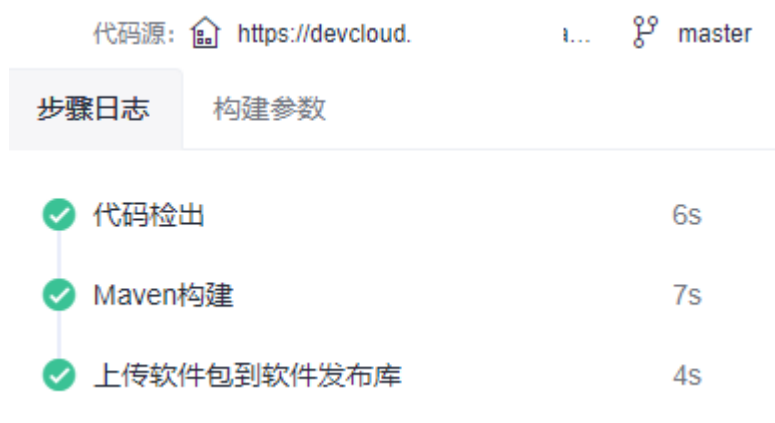 代码源: https://devcloud. a... master
步骤日志 构建参数
代码检出 6s
Maven构建 7s
上传软件包到软件发布库 4s